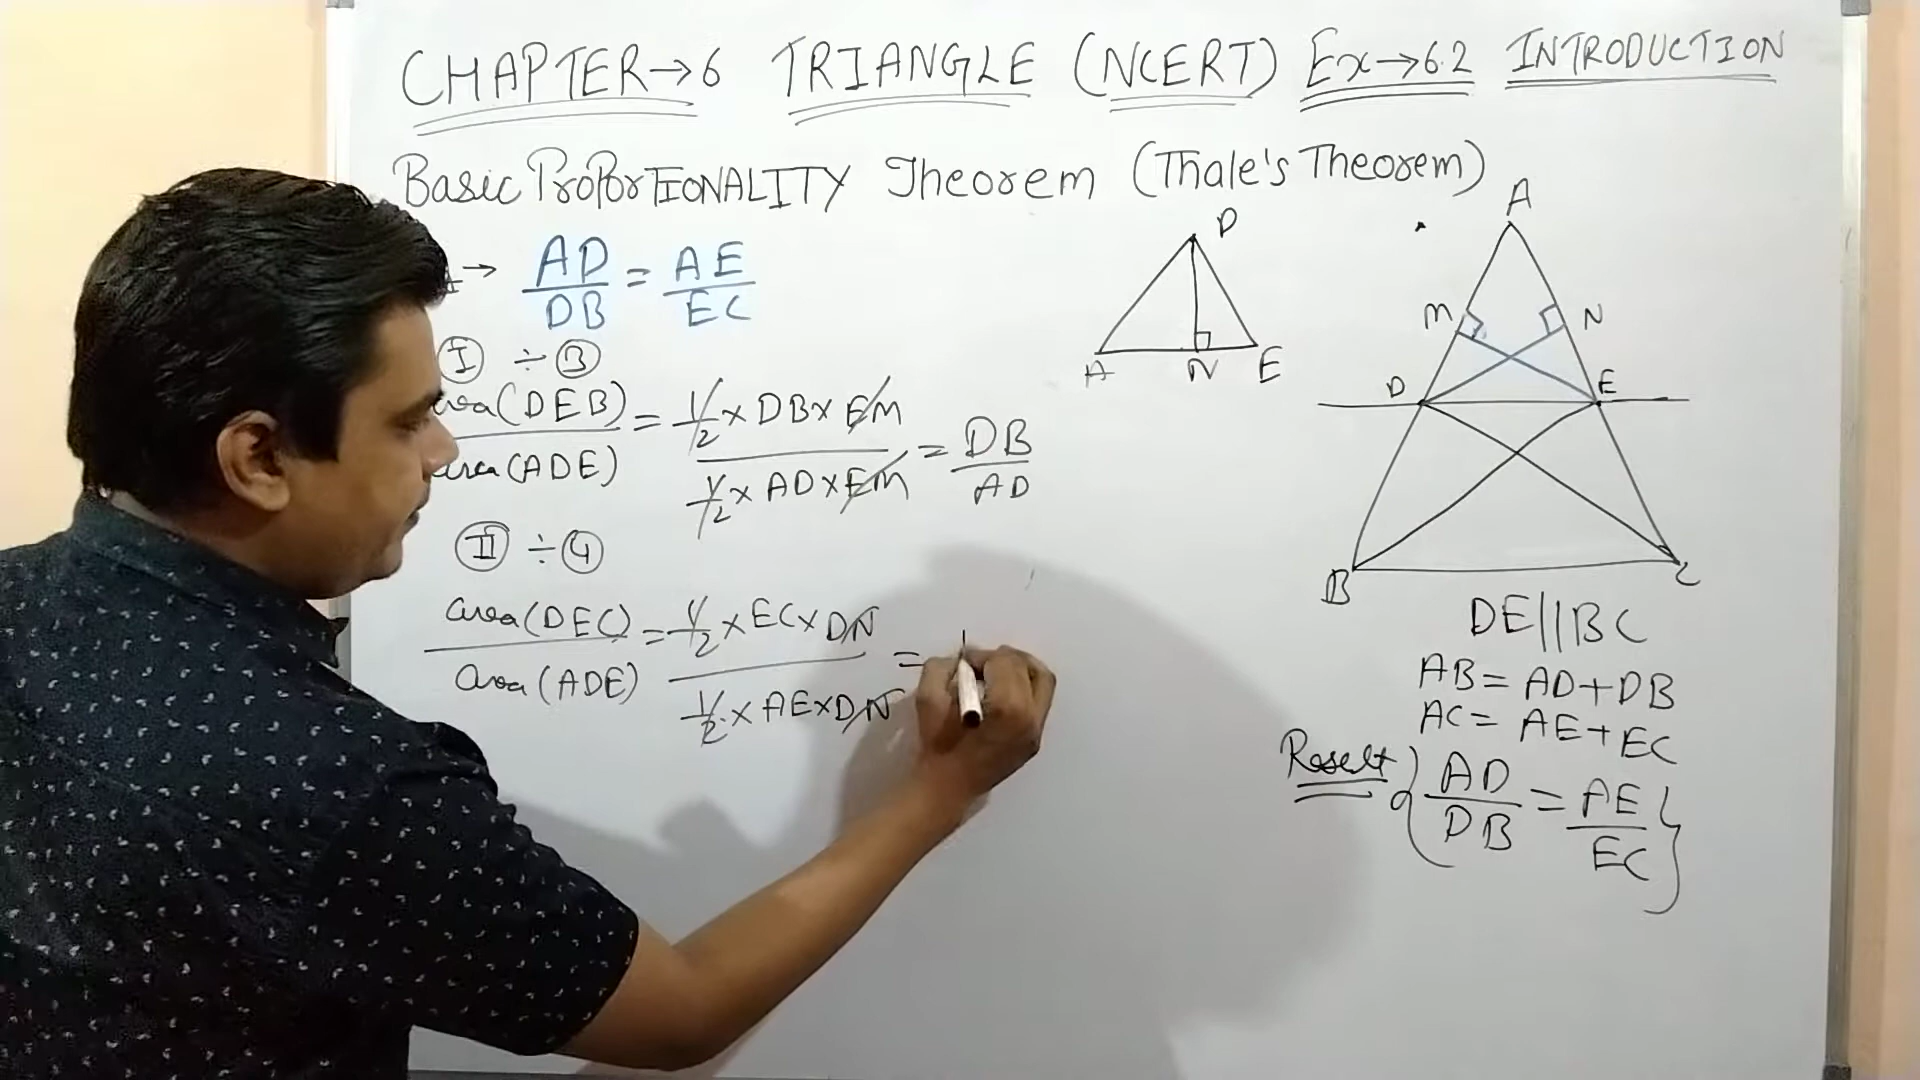 CHAPTER→6 TRIANGLE (NCERT) Ex→6.2 INTRODUCTION
Basic PROPORTIONALITY Theorem (Thale's Theorem)
→ AD/DB = AE/EC
I ÷ 3
area(DEB)/area(ADE) = 1/2 × DB × EM / 1/2 × AD × EM = DB/AD
II ÷ 4
area(DEC)/area(ADE) = 1/2 × EC × DN / 1/2 × AE × DN =
D
A N E
A
M N
D E
B C
DE||BC
AB = AD+DB
AC = AE+EC
Result { AD/DB = AE/EC }